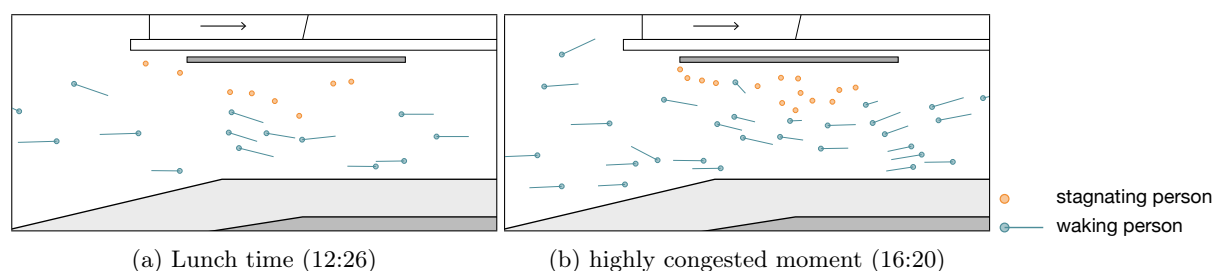 stagnating person
waking person
(a) Lunch time (12:26)
(b) highly congested moment (16:20)